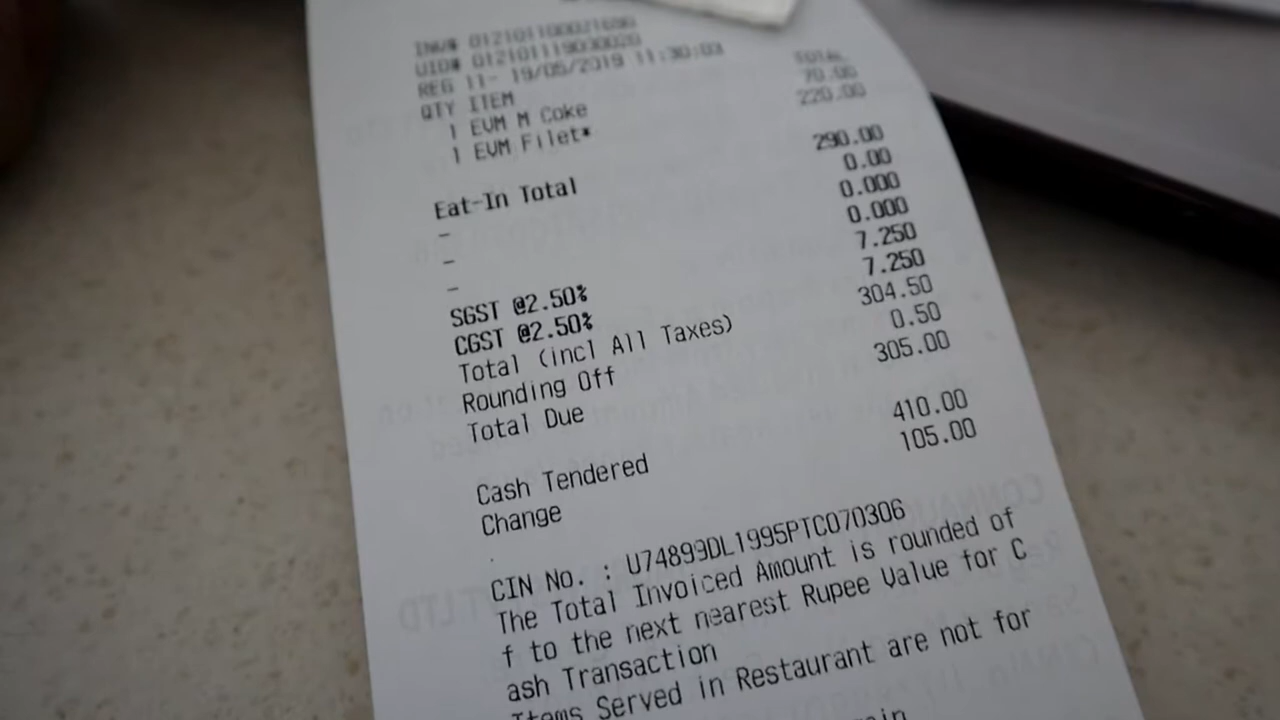 INV# 012101100021690
UID# 012101119030020
REG 11- 19/05/2019 11:30:03
QTY ITEM TOTAL
1 EVM M Coke 70.00
1 EVM Filet* 220.00
Eat-In Total 290.00
- 0.00
- 0.000
- 0.000
SGST @2.50% 7.250
CGST @2.50% 7.250
Total (incl All Taxes) 304.50
Rounding Off 0.50
Total Due 305.00
Cash Tendered 410.00
Change 105.00
.
CIN No. : U74899DL1995PTC070306
The Total Invoiced Amount is rounded of
f to the next nearest Rupee Value for C
ash Transaction
Items Served in Restaurant are not for